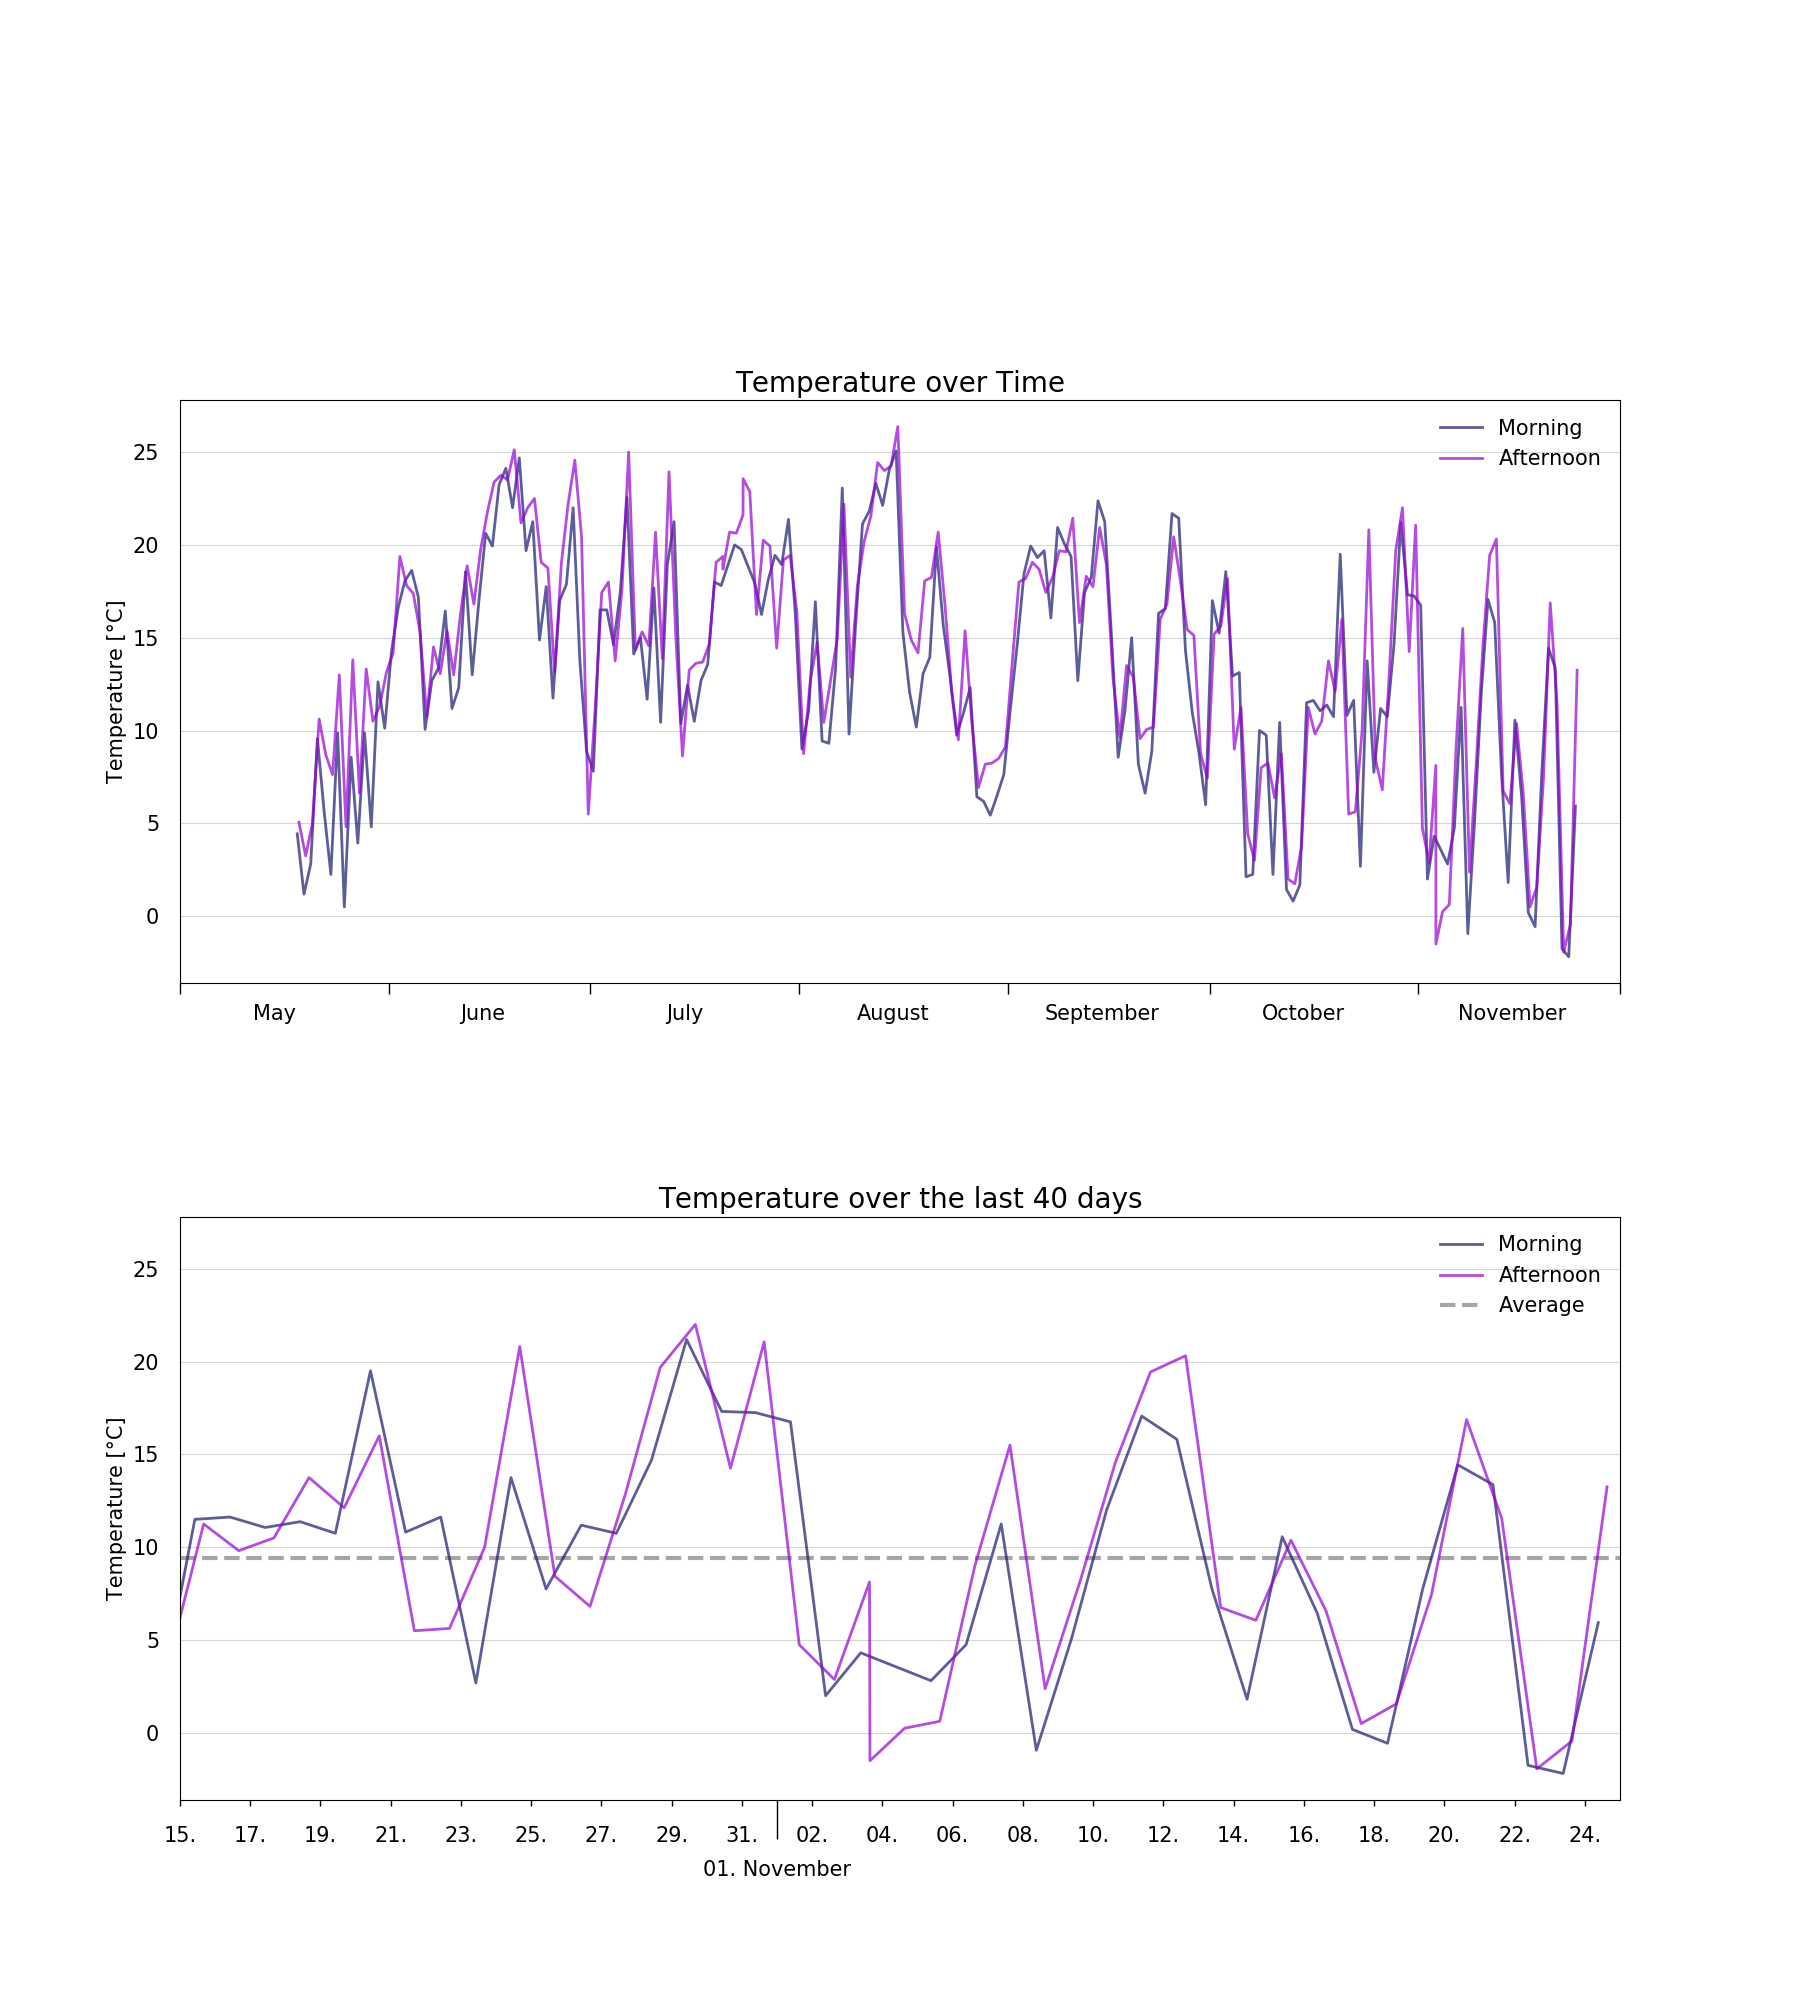 Temperature over Time
Temperature [°C]
25
20
15
10
5
0
Morning
Afternoon
May June July August September October November
Temperature over the last 40 days
Temperature [°C]
25
20
15
10
5
0
Morning
Afternoon
Average
15. 17. 19. 21. 23. 25. 27. 29. 31. 02. 04. 06. 08. 10. 12. 14. 16. 18. 20. 22. 24.
01. November